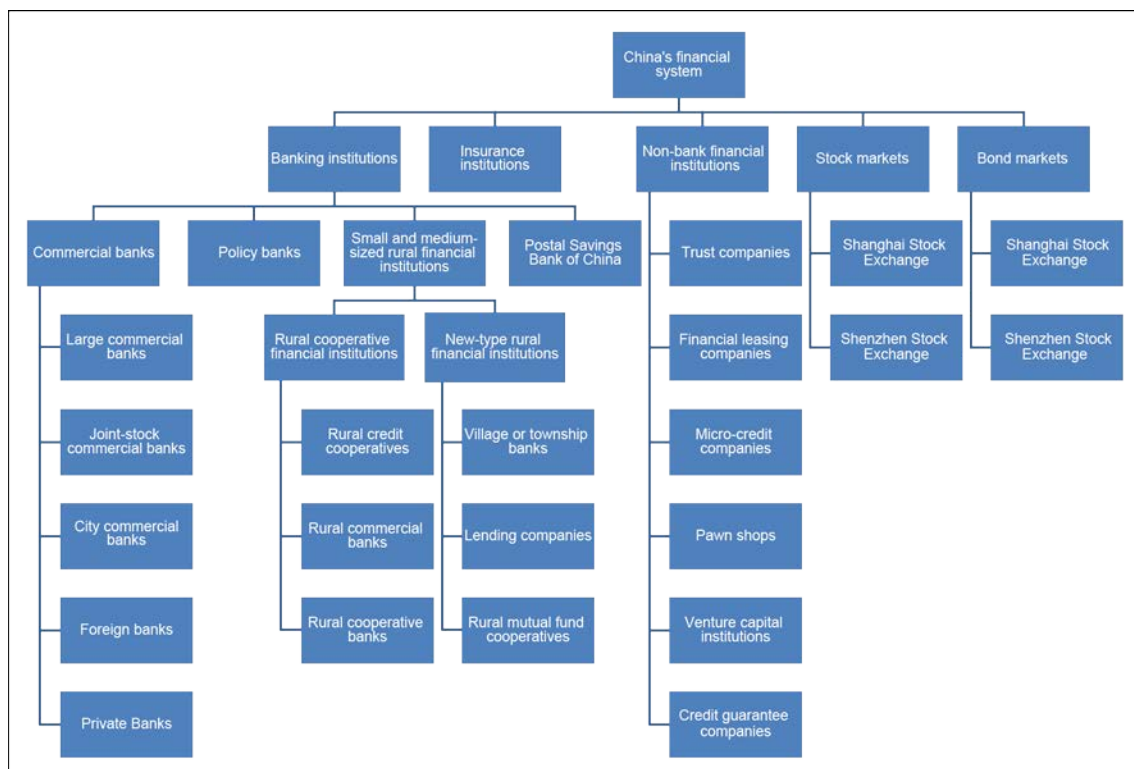 China's financial
system
Banking institutions
Insurance
institutions
Non-bank financial
institutions
Stock markets
Bond markets
Commercial banks
Policy banks
Small and medium-
sized rural financial
institutions
Postal Savings
Bank of China
Trust companies
Shanghai Stock
Exchange
Shanghai Stock
Exchange
Large commercial
banks
Rural cooperative
financial institutions
New-type rural
financial institutions
Financial leasing
companies
Shenzhen Stock
Exchange
Shenzhen Stock
Exchange
Joint-stock
commercial banks
Rural credit
cooperatives
Village or township
banks
Micro-credit
companies
City commercial
banks
Rural commercial
banks
Lending companies
Pawn shops
Foreign banks
Rural cooperative
banks
Rural mutual fund
cooperatives
Venture capital
institutions
Private Banks
Credit guarantee
companies